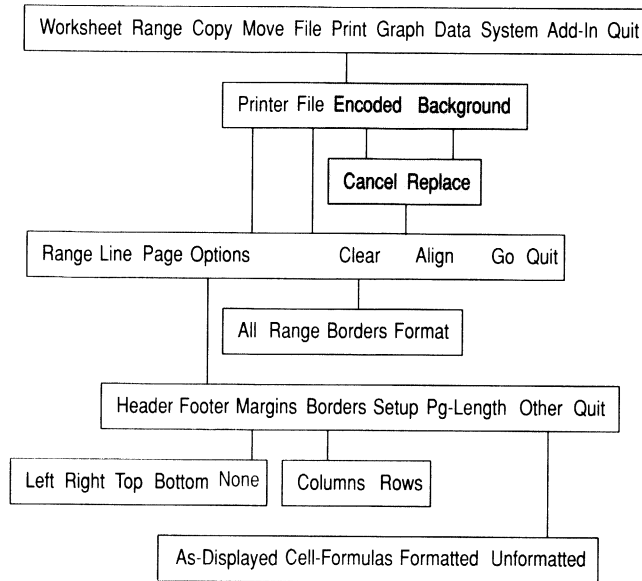 Worksheet Range Copy Move File Print Graph Data System Add-In Quit
Printer File Encoded Background
Cancel Replace
Range Line Page Options Clear Align Go Quit
All Range Borders Format
Header Footer Margins Borders Setup Pg-Length Other Quit
Left Right Top Bottom None
Columns Rows
As-Displayed Cell-Formulas Formatted Unformatted